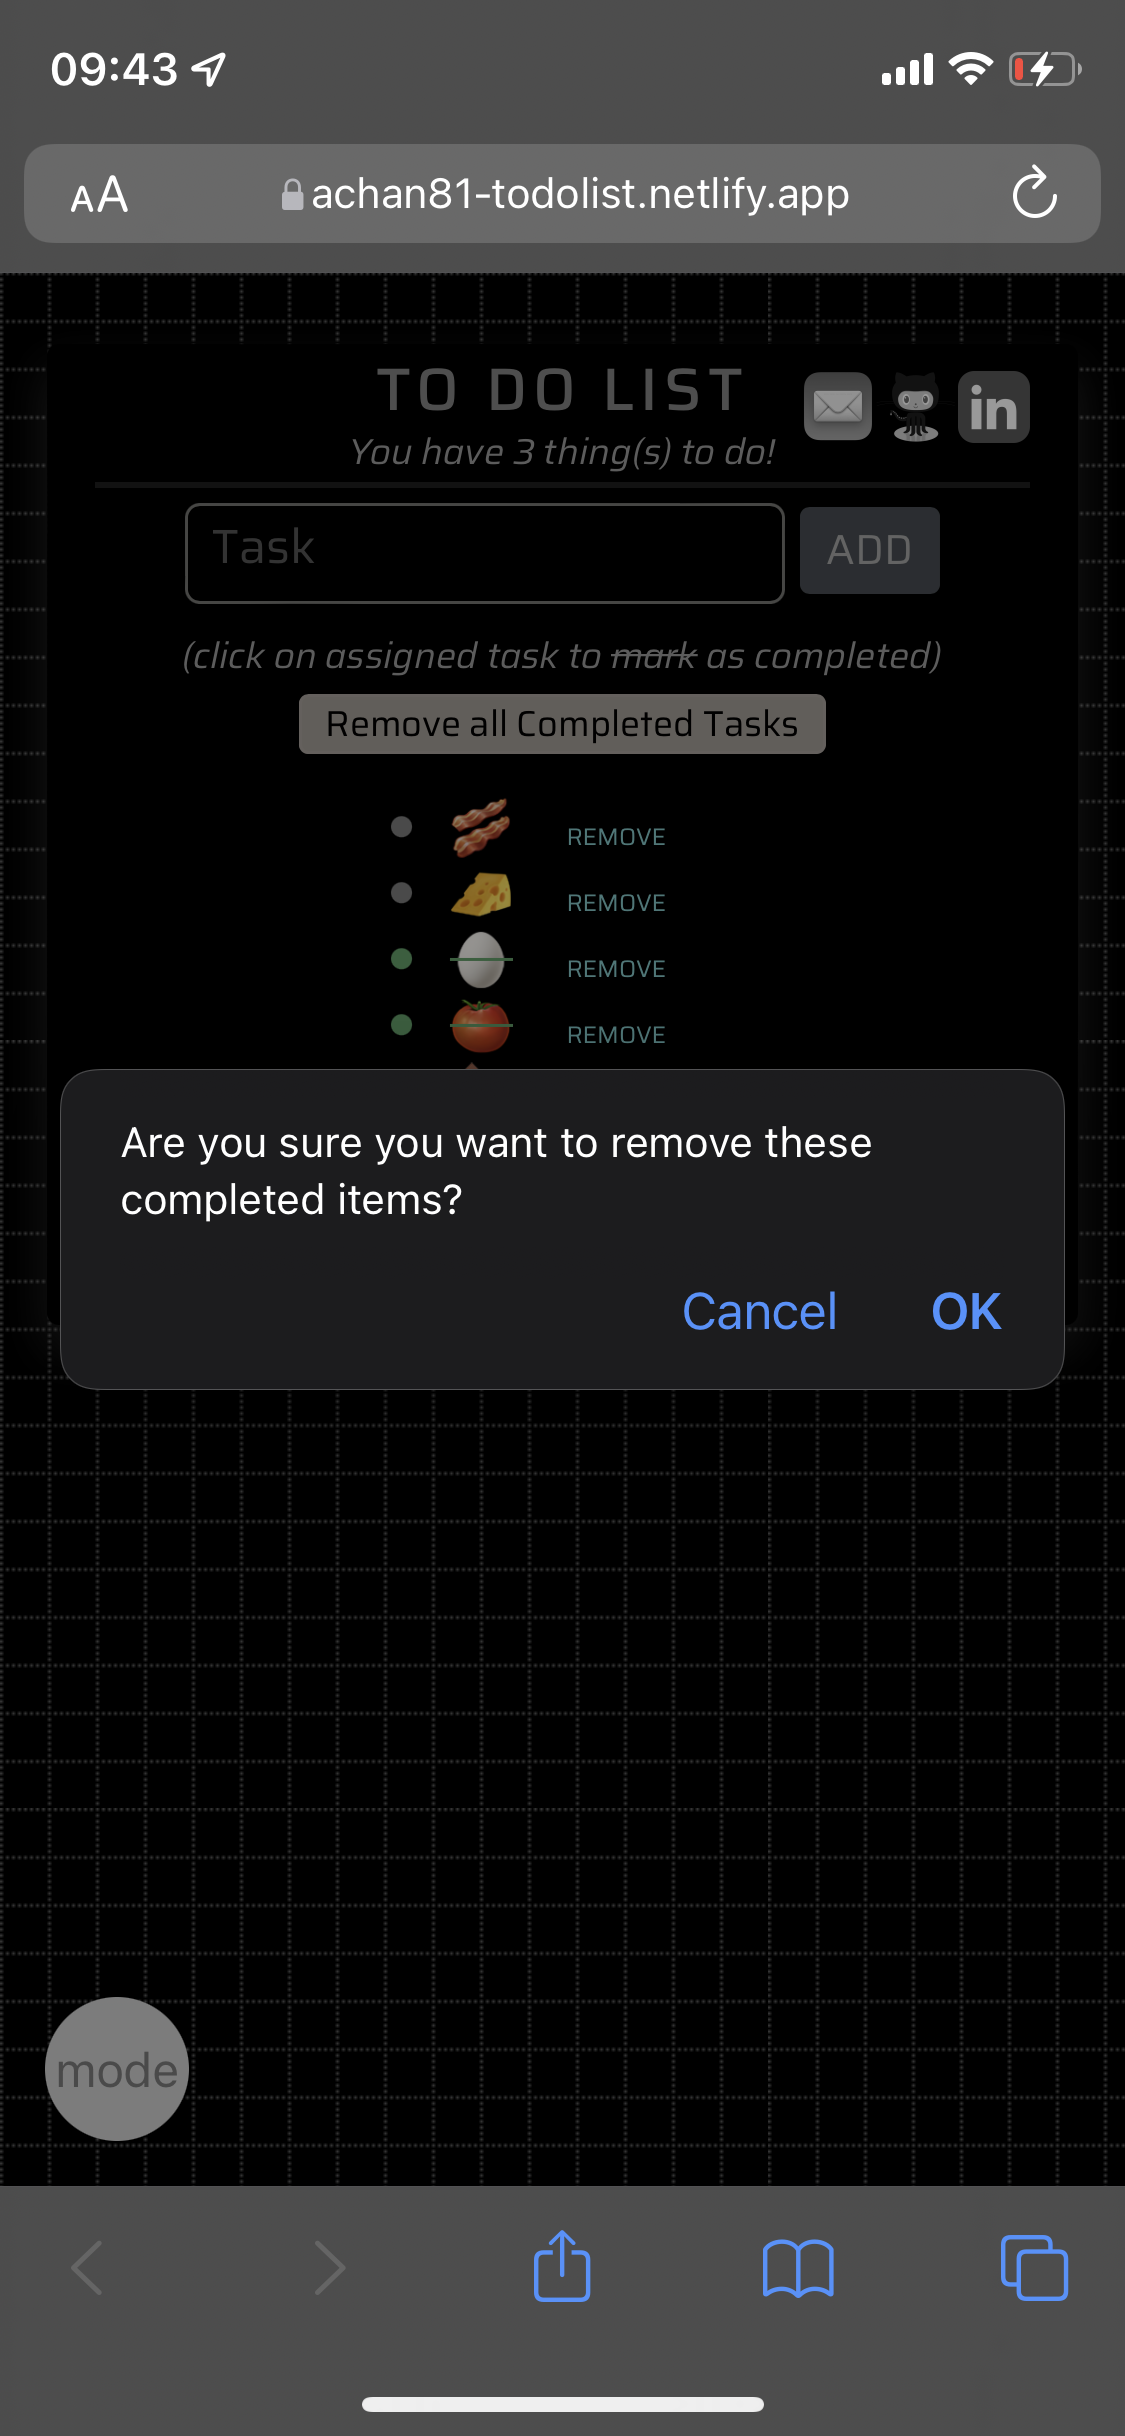 09:43
AA achan81-todolist.netlify.app
TO DO LIST
You have 3 thing(s) to do!
in
Task
ADD
(click on assigned task to mark as completed)
Remove all Completed Tasks
REMOVE
REMOVE
REMOVE
REMOVE
Are you sure you want to remove these
completed items?
Cancel OK
mode